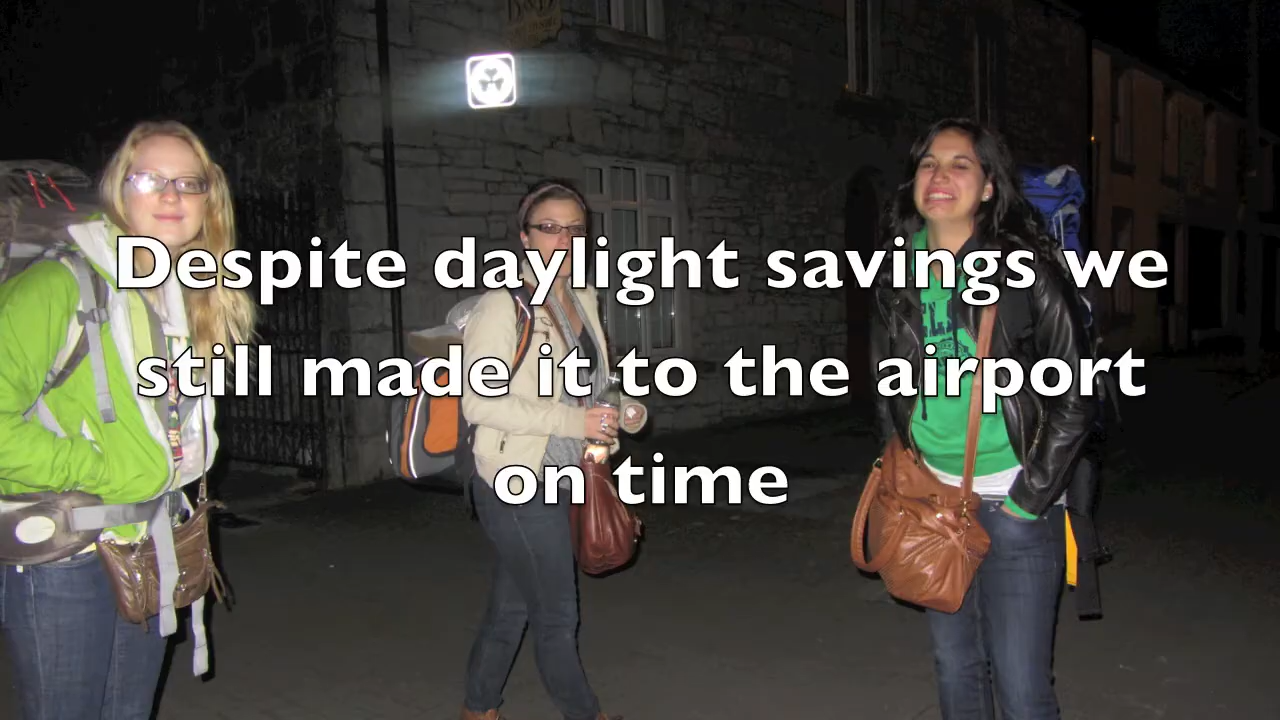 B&B
Despite daylight savings we
still made it to the airport
on time